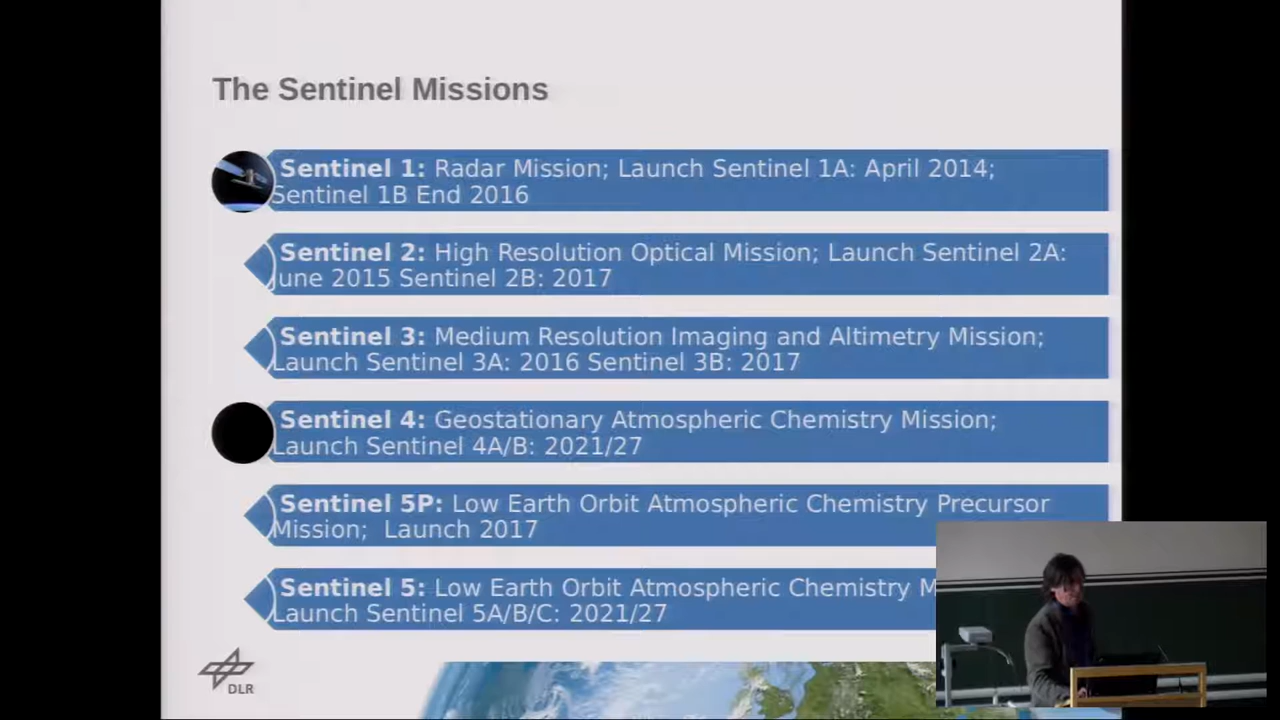 The Sentinel Missions
Sentinel 1: Radar Mission; Launch Sentinel 1A: April 2014;
Sentinel 1B End 2016
Sentinel 2: High Resolution Optical Mission; Launch Sentinel 2A:
June 2015 Sentinel 2B: 2017
Sentinel 3: Medium Resolution Imaging and Altimetry Mission;
Launch Sentinel 3A: 2016 Sentinel 3B: 2017
Sentinel 4: Geostationary Atmospheric Chemistry Mission;
Launch Sentinel 4A/B: 2021/27
Sentinel 5P: Low Earth Orbit Atmospheric Chemistry Precursor
Mission; Launch 2017
Sentinel 5: Low Earth Orbit Atmospheric Chemistry M
Launch Sentinel 5A/B/C: 2021/27
DLR